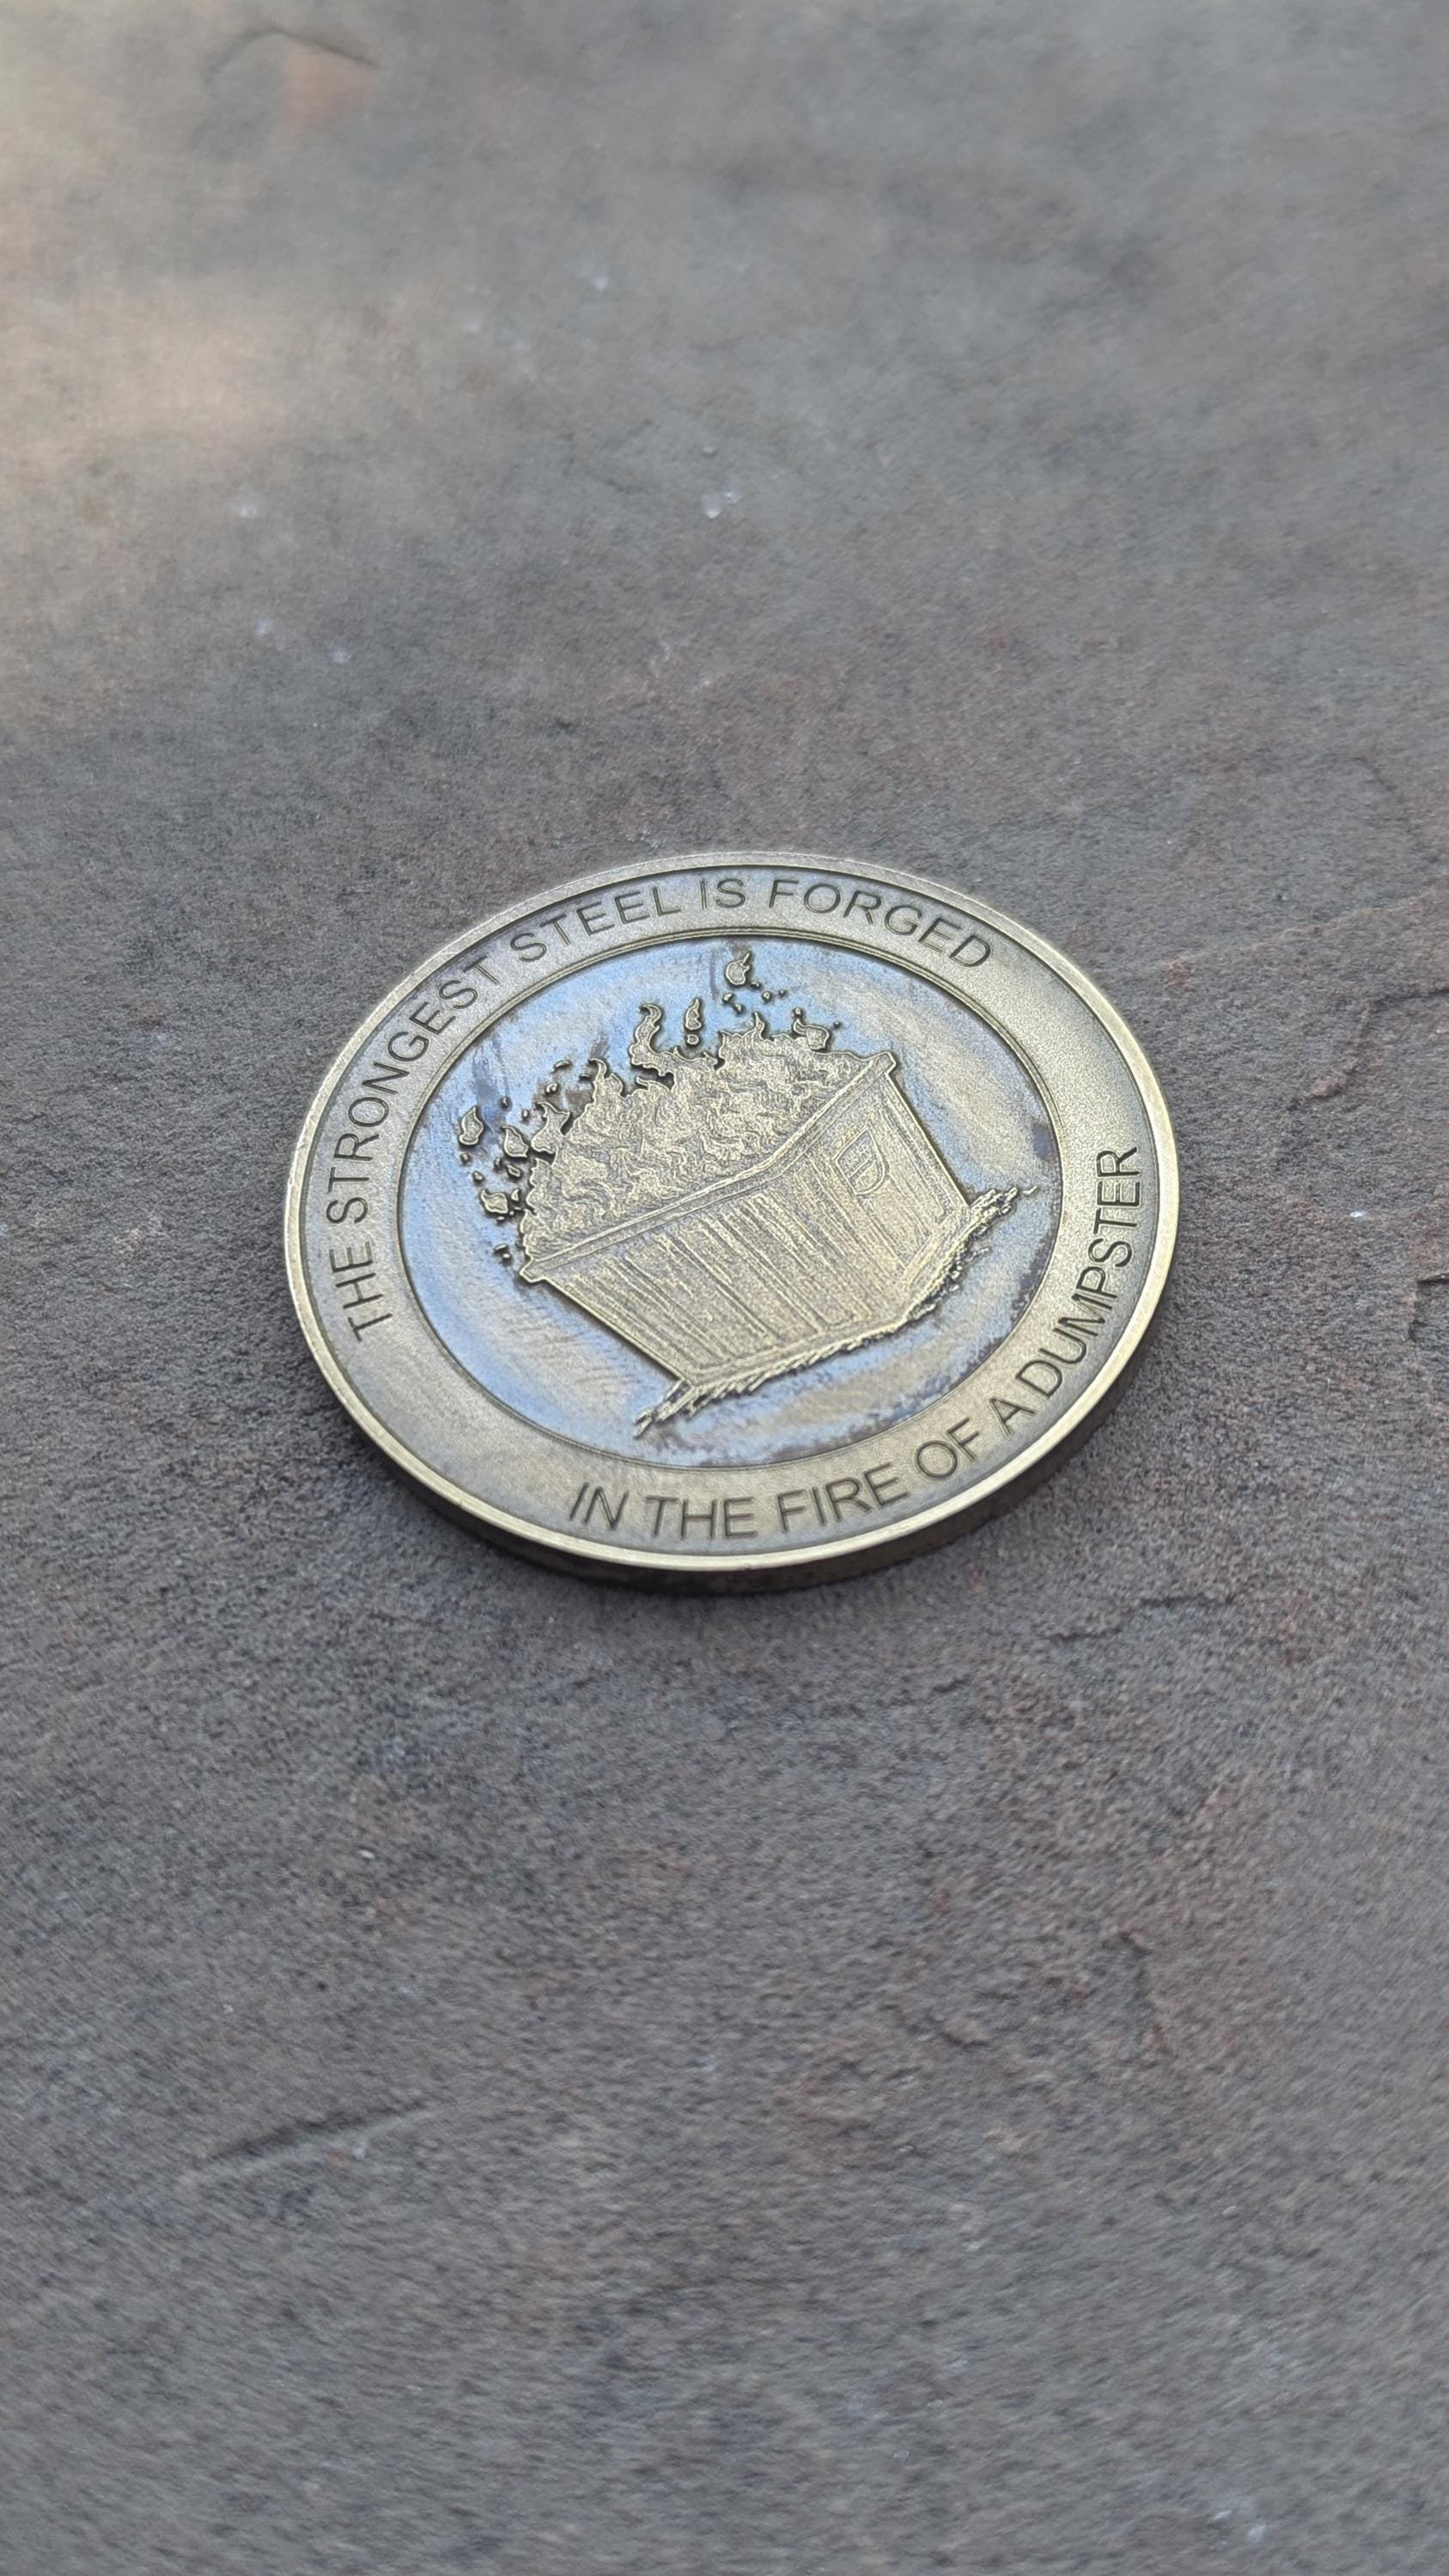 THE STRONGEST STEEL IS FORGED
IN THE FIRE OF A DUMPSTER